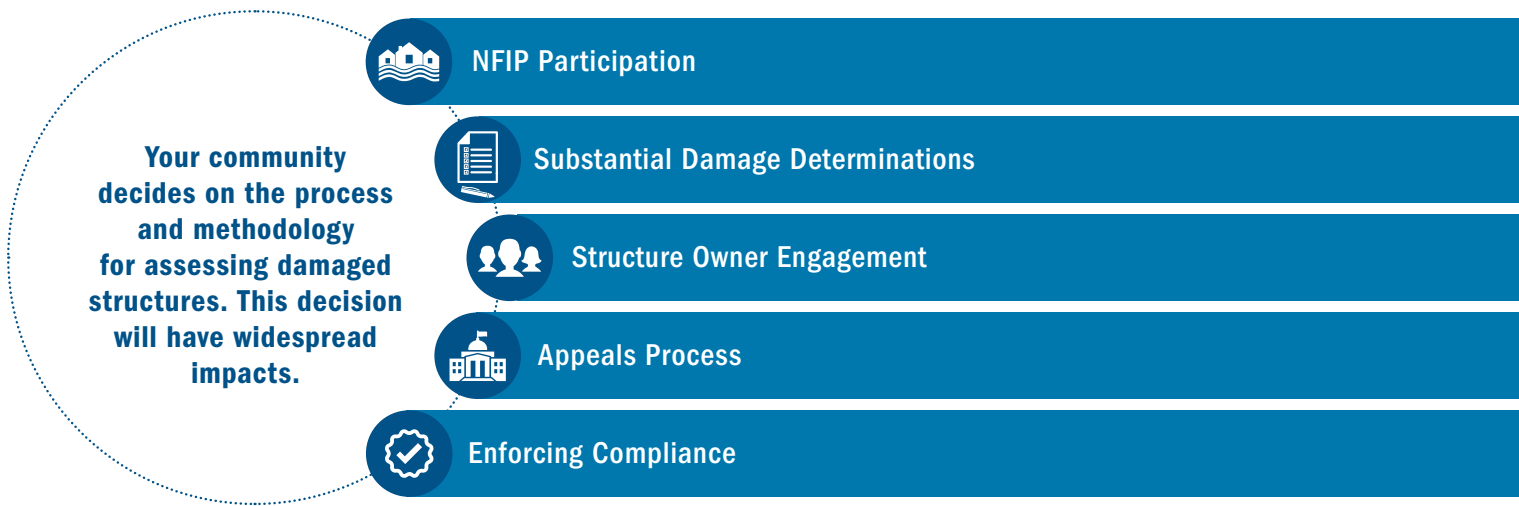 Your community
decides on the process
and methodology
for assessing damaged
structures. This decision
will have widespread
impacts.
NFIP Participation
Substantial Damage Determinations
Structure Owner Engagement
Appeals Process
Enforcing Compliance